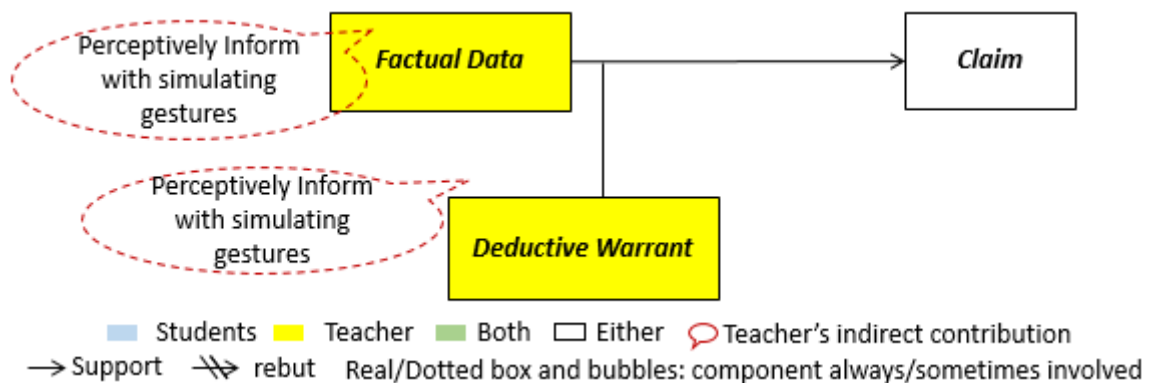 Perceptively Inform
with simulating
gestures
Factual Data
Claim
Perceptively Inform
with simulating
gestures
Deductive Warrant
Students Teacher Both Either Teacher's indirect contribution
Support rebut Real/Dotted box and bubbles: component always/sometimes involved